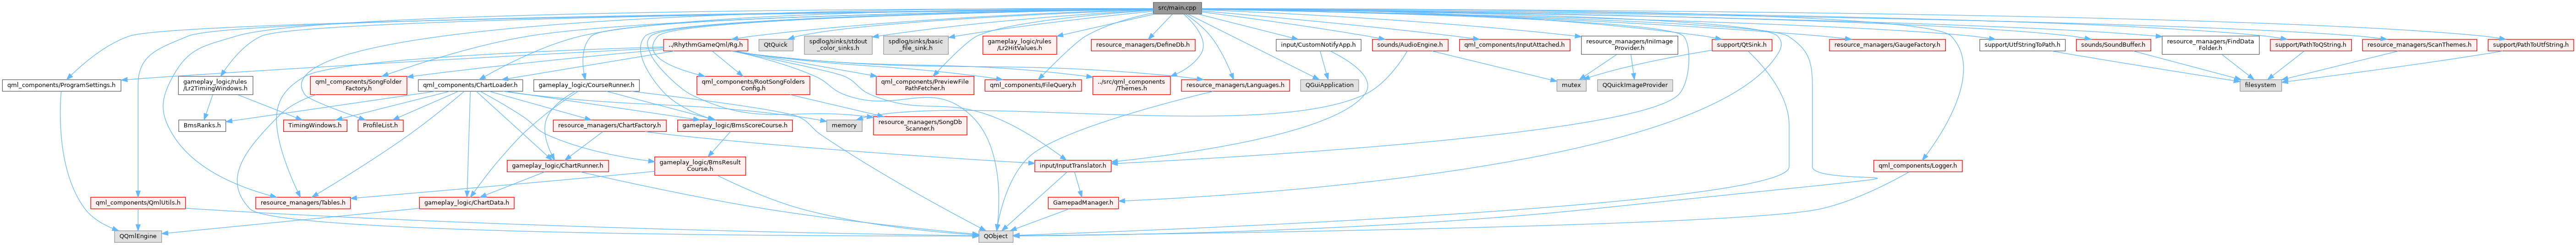 src/main.cpp
../RhythmGameQml/Rg.h
QtQuick
spdlog/sinks/stdout
_color_sinks.h
spdlog/sinks/basic
_file_sink.h
gameplay_logic/rules
/Lr2HitValues.h
resource_managers/DefineDb.h
input/CustomNotifyApp.h
sounds/AudioEngine.h
qml_components/InputAttached.h
resource_managers/IniImage
Provider.h
support/QtSink.h
resource_managers/GaugeFactory.h
support/UtfStringToPath.h
sounds/SoundBuffer.h
resource_managers/FindData
Folder.h
support/PathToQString.h
resource_managers/ScanThemes.h
support/PathToUtfString.h
qml_components/ProgramSettings.h
gameplay_logic/rules
/Lr2TimingWindows.h
qml_components/SongFolder
Factory.h
qml_components/ChartLoader.h
gameplay_logic/CourseRunner.h
qml_components/RootSongFolders
Config.h
qml_components/PreviewFile
PathFetcher.h
qml_components/FileQuery.h
../src/qml_components
/Themes.h
resource_managers/Languages.h
QGuiApplication
mutex
QQuickImageProvider
filesystem
BmsRanks.h
TimingWindows.h
ProfileList.h
resource_managers/ChartFactory.h
gameplay_logic/BmsScoreCourse.h
memory
resource_managers/SongDb
Scanner.h
gameplay_logic/ChartRunner.h
gameplay_logic/BmsResult
Course.h
input/InputTranslator.h
qml_components/Logger.h
qml_components/QmlUtils.h
resource_managers/Tables.h
gameplay_logic/ChartData.h
GamepadManager.h
QQmlEngine
QObject